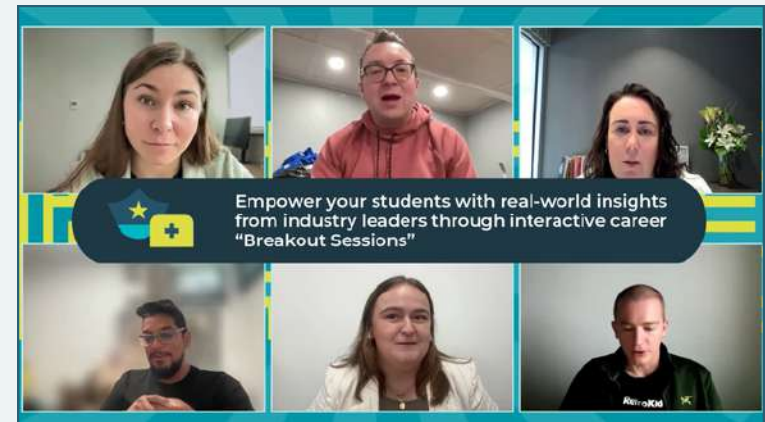 Empower your students with real-world insights
from industry leaders through interactive career
“Breakout Sessions”
RetroKid